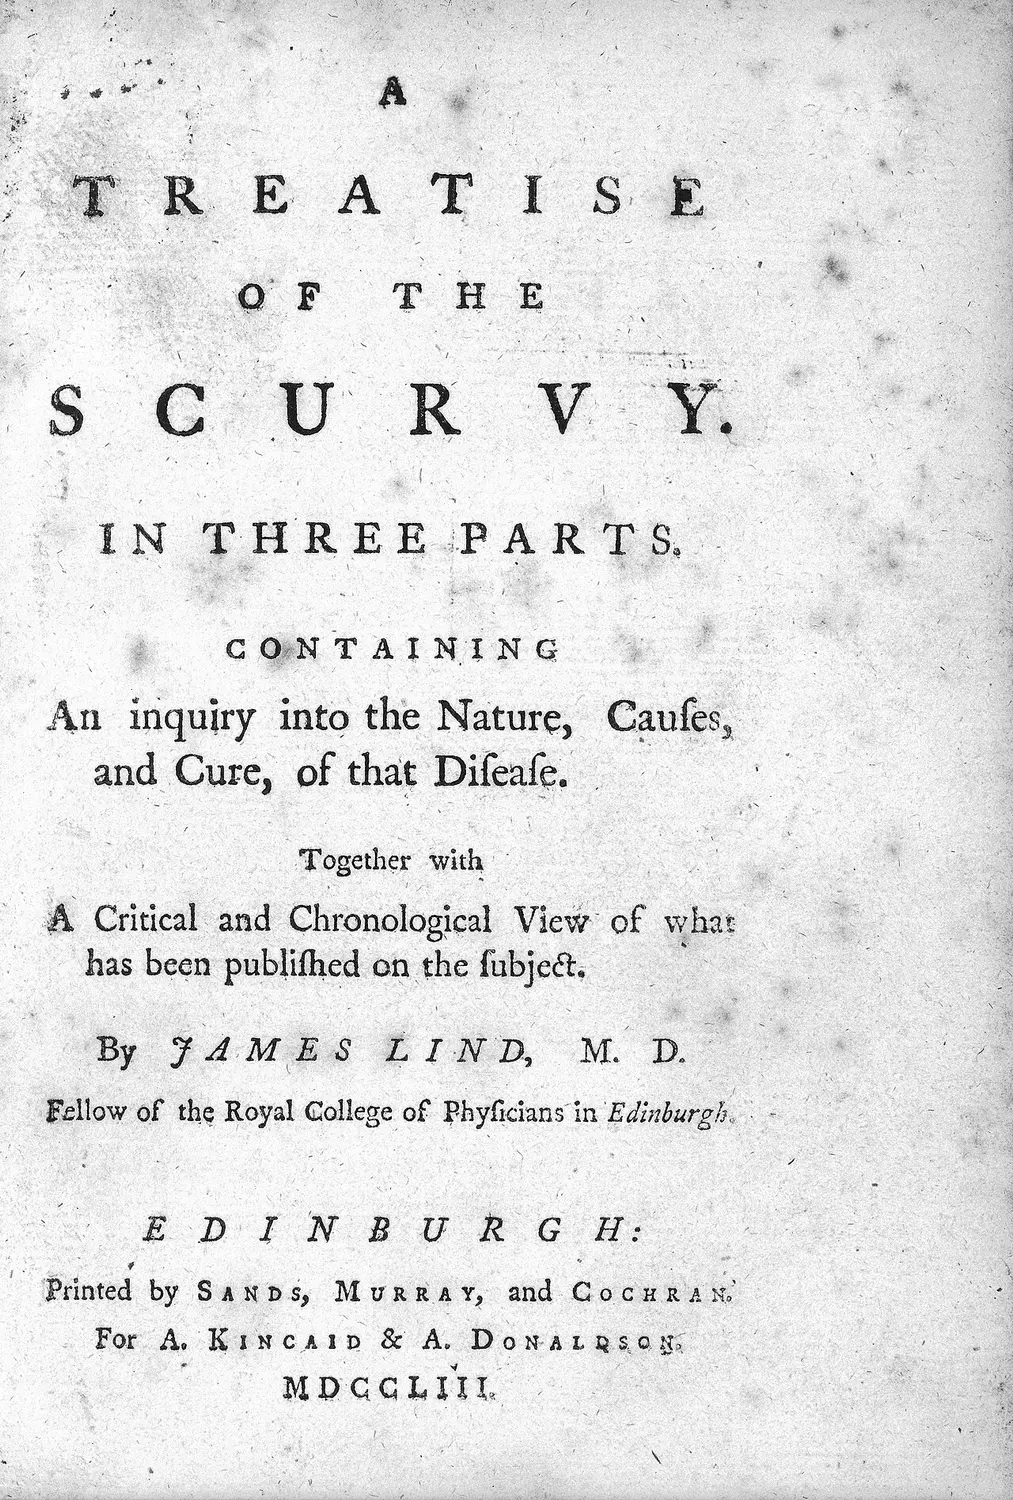 A
TREATISE
OF THE
SCURVY.
IN THREE PARTS.
CONTAINING
An inquiry into the Nature, Cauſes,
and Cure, of that Diſeaſe.
Together with
A Critical and Chronological View of what
has been publiſhed on the ſubject.
By JAMES LIND, M. D.
Fellow of the Royal College of Phyſicians in Edinburgh.
EDINBURGH:
Printed by SANDS, MURRAY, and COCHRAN.
For A. KINCAID & A. DONALDSON.
MDCCLIII.